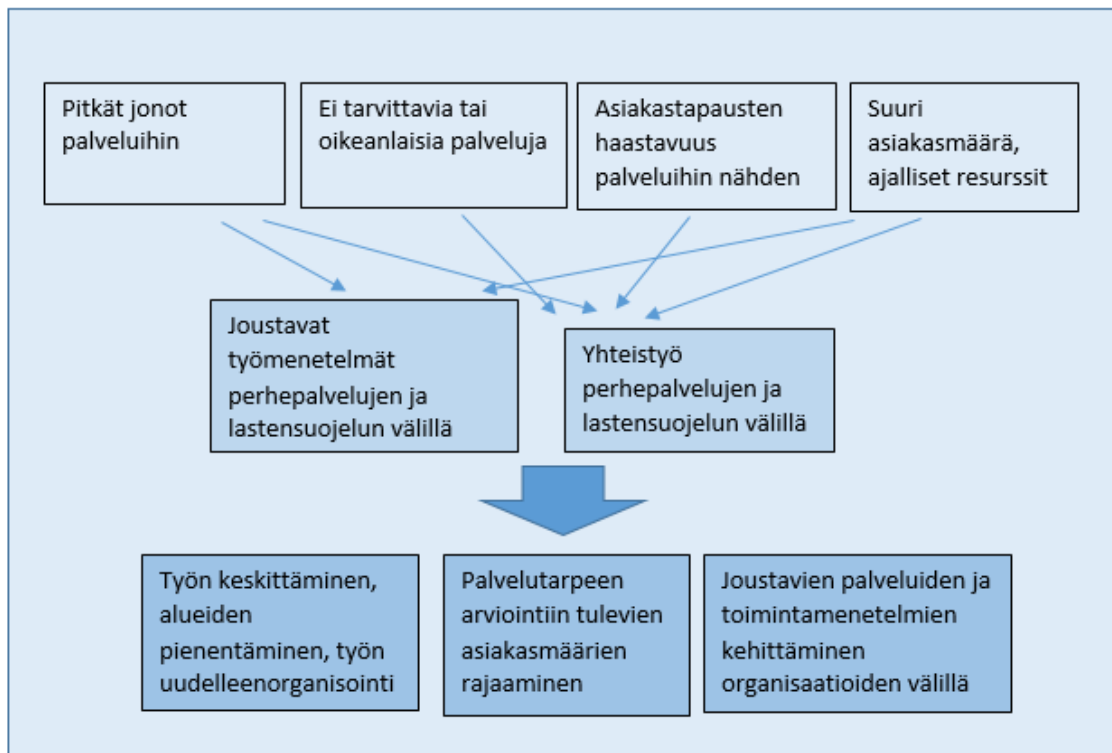 Pitkät jonot
palveluihin
Ei tarvittavia tai
oikeanlaisia palveluja
Asiakastapausten
haastavuus
palveluihin nähden
Suuri
asiakasmäärä,
ajalliset resurssit
Joustavat
työmenetelmät
perhepalvelujen ja
lastensuojelun välillä
Yhteistyö
perhepalvelujen ja
lastensuojelun välillä
Työn keskittäminen,
alueiden
pienentäminen, työn
uudelleenorganisointi
Palvelutarpeen
arviointiin tulevien
asiakasmäärien
rajaaminen
Joustavien palveluiden ja
toimintamenetelmien
kehittäminen
organisaatioiden välillä